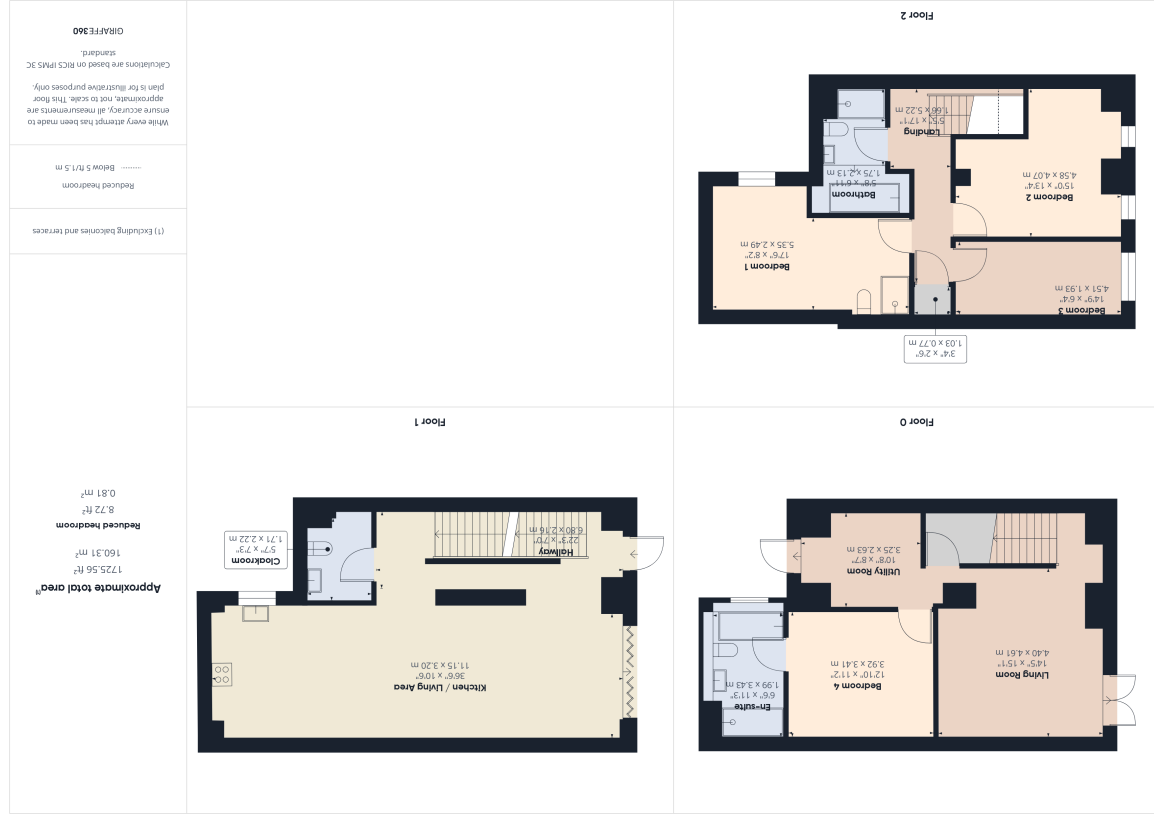 Living Room
14'5" x 15'1"
4.40 x 4.61 m
Bedroom 4
12'10" x 11'2"
3.92 x 3.41 m
En-suite
6'6" x 11'3"
1.99 x 3.43 m
Utility Room
10'8" x 8'7"
3.25 x 2.63 m
Floor 0
Kitchen / Living Area
36'6" x 10'6"
11.15 x 3.20 m
Hallway
22'3" x 7'0"
6.80 x 2.16 m
Cloakroom
5'7" x 7'3"
1.71 x 2.22 m
Floor 1
3'4" x 2'6"
1.03 x 0.77 m
Bedroom 3
14'9" x 6'4"
4.51 x 1.93 m
Bedroom 1
17'6" x 8'2"
5.35 x 2.49 m
Bedroom 2
15'0" x 13'4"
4.58 x 4.07 m
Bathroom
5'8" x 6'11"
1.75 x 2.13 m
Landing
5'5" x 17'1"
1.66 x 5.22 m
Floor 2
Approximate total area(1)
1725.56 ft²
160.31 m²
Reduced headroom
8.72 ft²
0.81 m²
(1) Excluding balconies and terraces
Reduced headroom
Below 5 ft/1.5 m
While every attempt has been made to
ensure accuracy, all measurements are
approximate, not to scale. This floor
plan is for illustrative purposes only.
Calculations are based on RICS IPMS 3C
standard.
GIRAFFE360